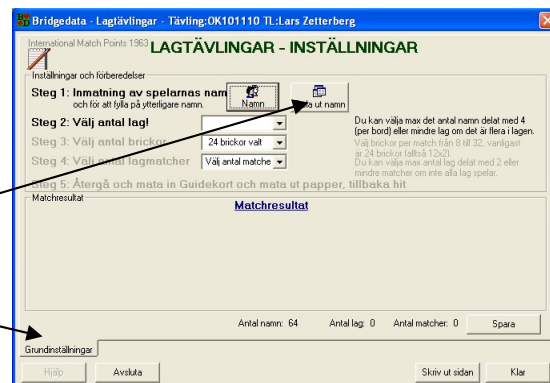 Bridgedata - Lagtävlingar - Tävling:OK101110 TL:Lars Zetterberg
International Match Points 1963
LAGTÄVLINGAR - INSTÄLLNINGAR
Inställningar och förberedelser
Steg 1: Inmatning av spelarnas nam
och för att fylla på ytterligare namn.
Namn
ta ut namn
Steg 2: Välj antal lag!
Du kan välja max det antal namn delat med 4
(per bord) eller mindre lag om det är flera i lagen.
Steg 3: Välj antal brickor
24 brickor valt
Välj brickor per match från 8 till 32, vanligast
är 24 brickor (alltså 12x2).
Steg 4: Välj antal lagmatcher
Välj antal matche
Du kan välja max antal lag delat med 2 eller
mindre matcher om inte alla lag spelar.
Steg 5: Återgå och mata in Guidekort och mata ut papper, tillbaka hit
Matchresultat
Matchresultat
Antal namn: 64 Antal lag: 0 Antal matcher: 0 Spara
Grundinställningar
Hjälp Avsluta Skriv ut sidan Klar